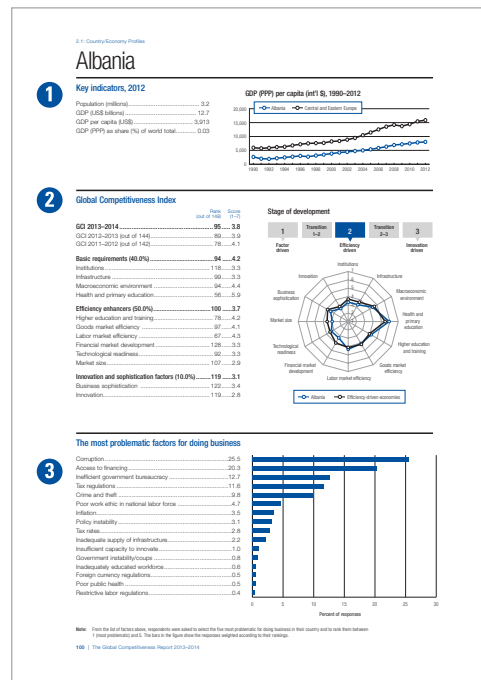 2.1: Country/Economy Profiles
Albania
1
Key indicators, 2012
Population (millions) 3.2
GDP (US$ billions) 12.7
GDP per capita (US$) 3,913
GDP (PPP) as share (%) of world total 0.03
GDP (PPP) per capita (int'l $), 1990–2012
Albania Central and Eastern Europe
20,000
15,000
10,000
5,000
0
1990 1992 1994 1996 1998 2000 2002 2004 2006 2008 2010 2012
2
Global Competitiveness Index
Rank Score
(out of 148) (1–7)
GCI 2013–2014 95 3.8
GCI 2012–2013 (out of 144) 89 3.9
GCI 2011–2012 (out of 142) 78 4.1
Basic requirements (40.0%) 94 4.2
Institutions 118 3.3
Infrastructure 99 3.3
Macroeconomic environment 94 4.4
Health and primary education 56 5.9
Efficiency enhancers (50.0%) 100 3.7
Higher education and training 78 4.2
Goods market efficiency 97 4.1
Labor market efficiency 67 4.3
Financial market development 128 3.3
Technological readiness 92 3.3
Market size 107 2.9
Innovation and sophistication factors (10.0%) 119 3.1
Business sophistication 122 3.4
Innovation 119 2.8
Stage of development
1 Transition 1–2 2 Transition 2–3 3
Factor driven Efficiency driven Innovation driven
Institutions
Infrastructure
Macroeconomic environment
Health and primary education
Higher education and training
Goods market efficiency
Labor market efficiency
Financial market development
Technological readiness
Market size
Business sophistication
Innovation
7
6
5
4
3
2
1
Albania Efficiency-driven economies
3
The most problematic factors for doing business
Corruption 25.5
Access to financing 20.3
Inefficient government bureaucracy 12.7
Tax regulations 11.6
Crime and theft 9.8
Poor work ethic in national labor force 4.7
Inflation 3.5
Policy instability 3.1
Tax rates 2.8
Inadequate supply of infrastructure 2.2
Insufficient capacity to innovate 1.0
Government instability/coups 0.8
Inadequately educated workforce 0.6
Foreign currency regulations 0.5
Poor public health 0.5
Restrictive labor regulations 0.4
0 5 10 15 20 25 30
Percent of responses
Note: From the list of factors above, respondents were asked to select the five most problematic for doing business in their country and to rank them between
1 (most problematic) and 5. The bars in the figure show the responses weighted according to their rankings.
100 | The Global Competitiveness Report 2013–2014